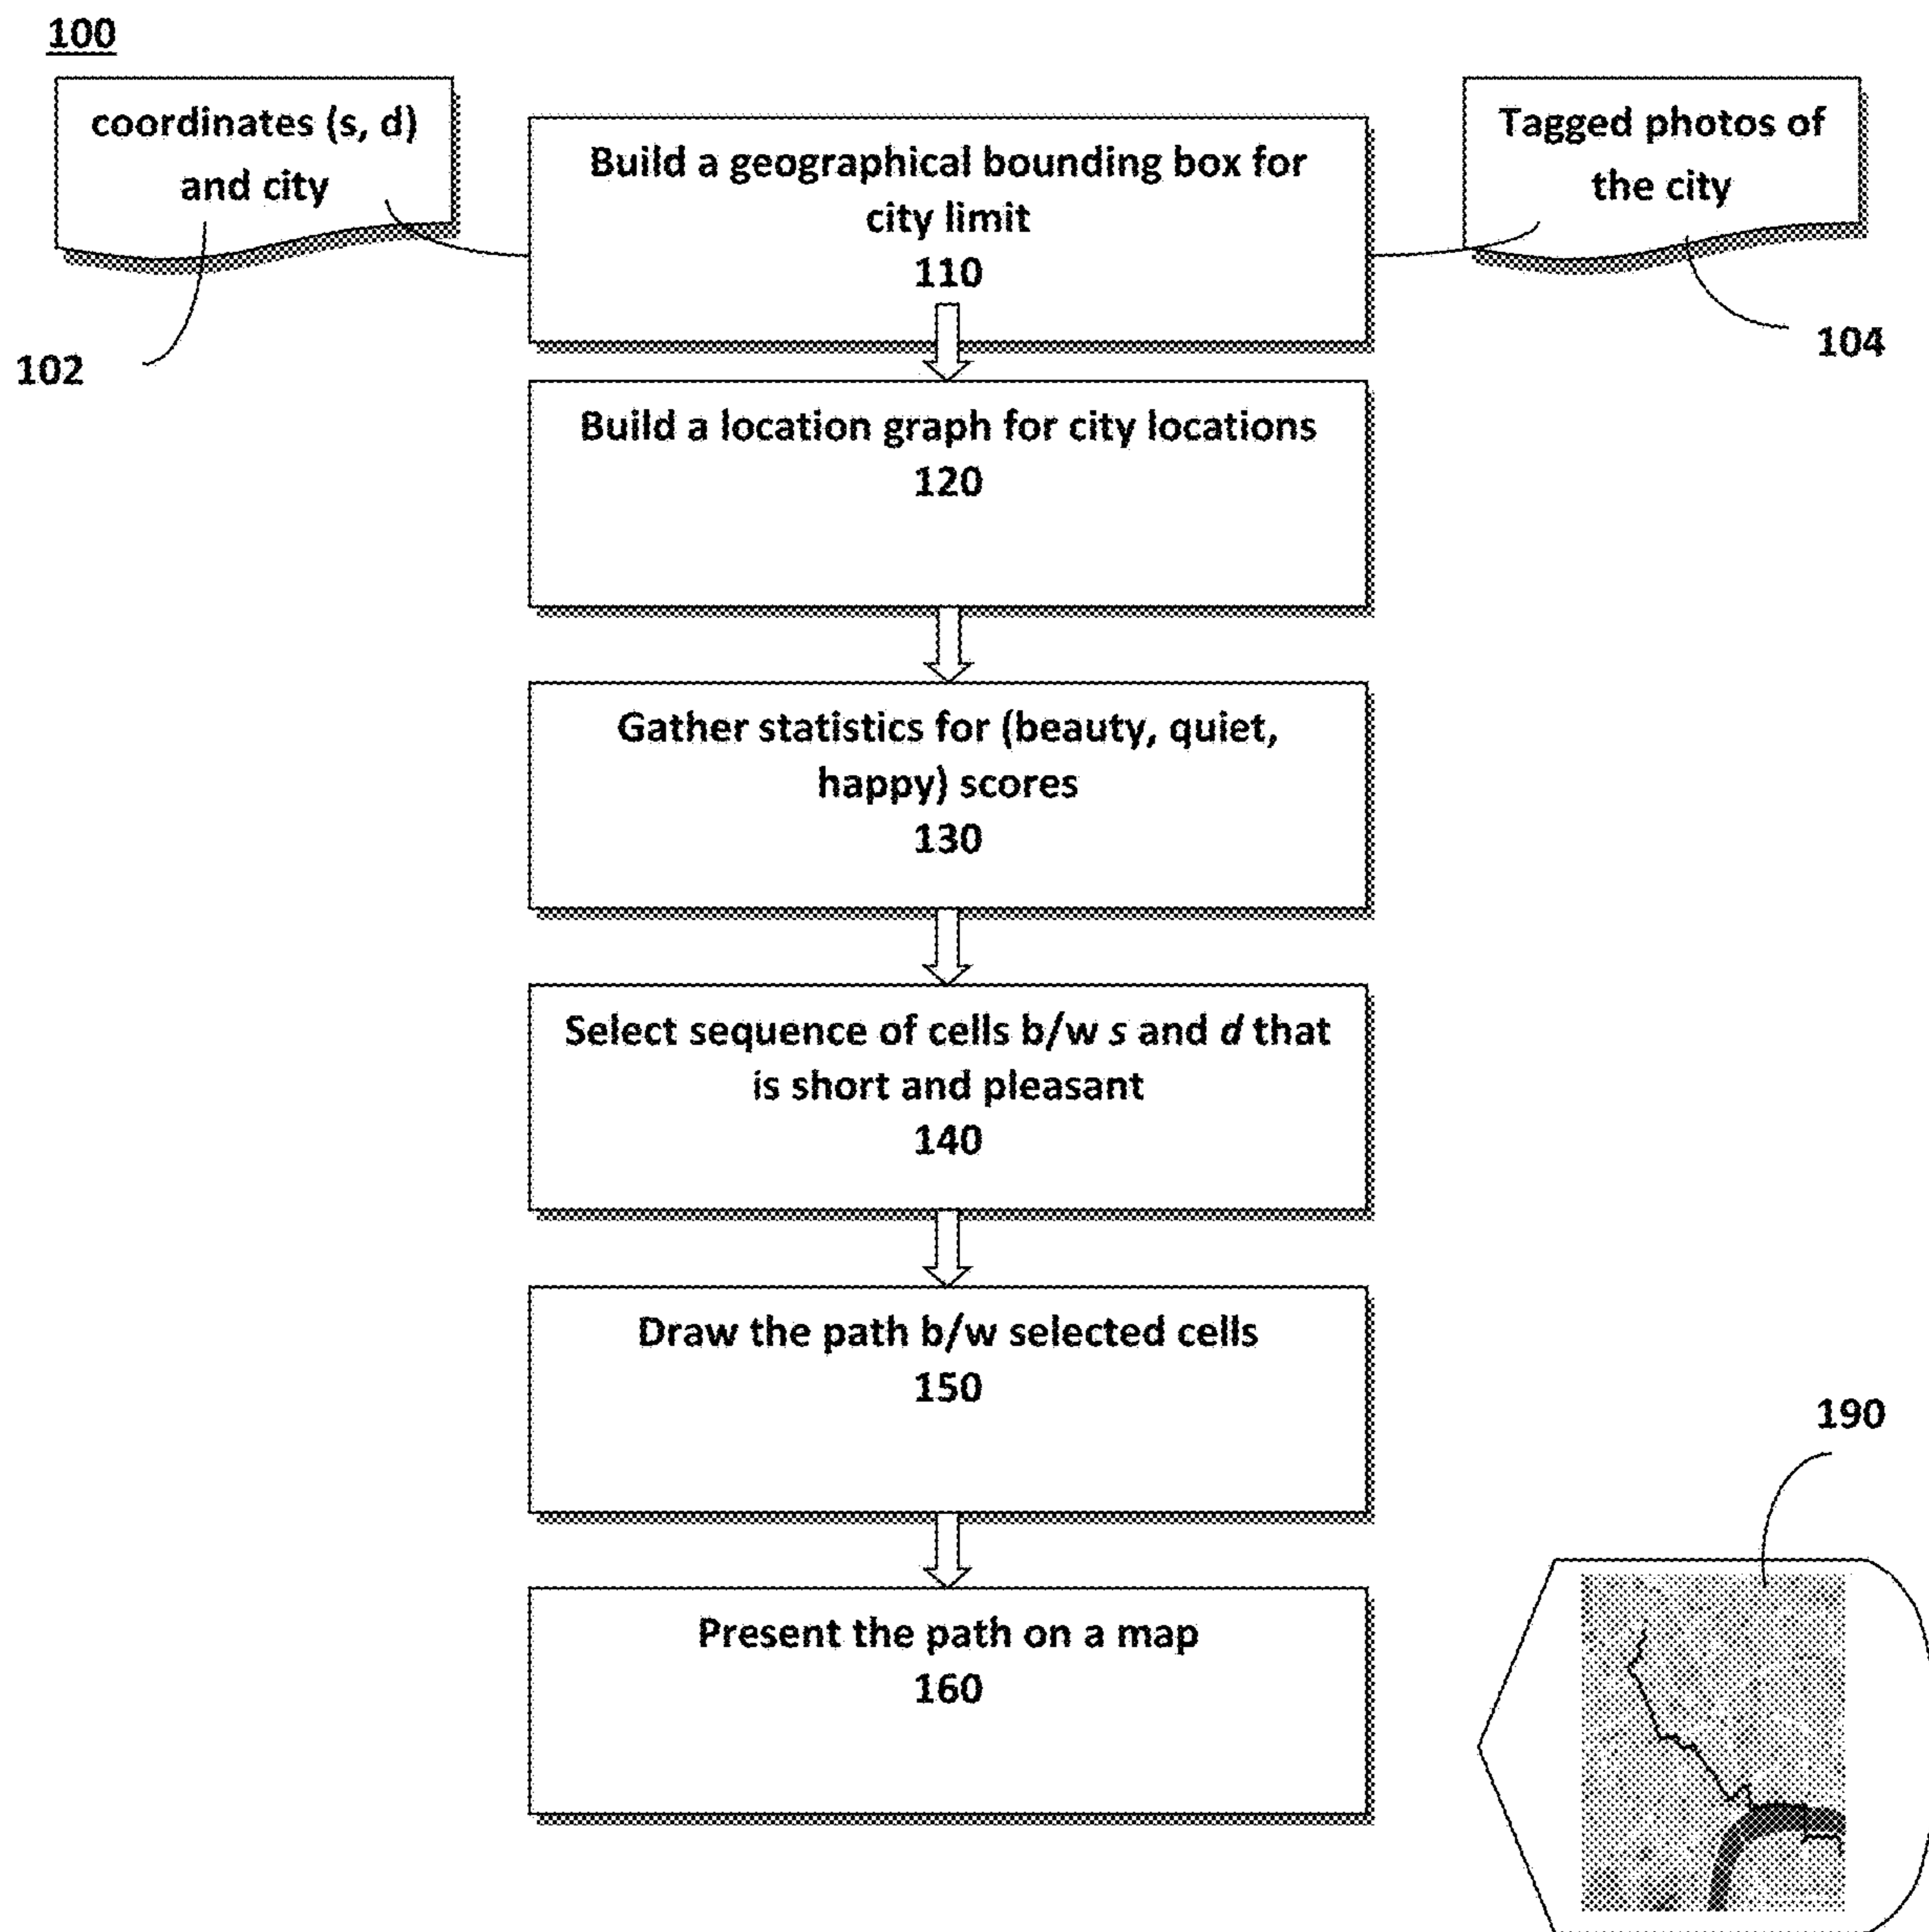 100
coordinates (s, d)
and city
102
Tagged photos of
the city
104
Build a geographical bounding box for
city limit
110
Build a location graph for city locations
120
Gather statistics for (beauty, quiet,
happy) scores
130
Select sequence of cells b/w s and d that
is short and pleasant
140
Draw the path b/w selected cells
150
Present the path on a map
160
190